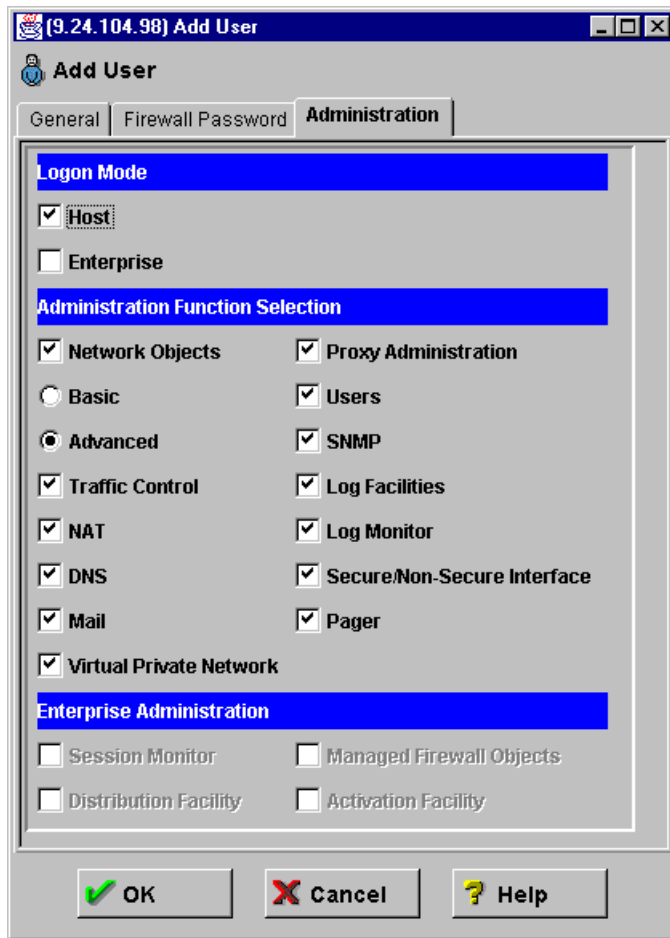 (9.24.104.98) Add User
Add User
General Firewall Password Administration
Logon Mode
Host
Enterprise
Administration Function Selection
Network Objects Proxy Administration
Basic Users
Advanced SNMP
Traffic Control Log Facilities
NAT Log Monitor
DNS Secure/Non-Secure Interface
Mail Pager
Virtual Private Network
Enterprise Administration
Session Monitor Managed Firewall Objects
Distribution Facility Activation Facility
OK Cancel Help